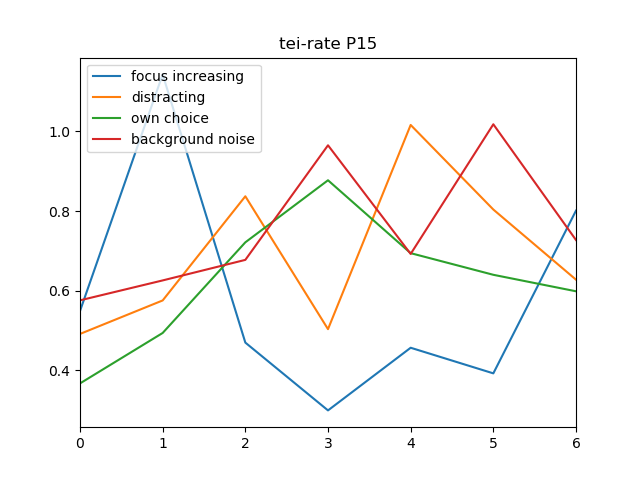 tei-rate P15
focus increasing
distracting
own choice
background noise
1.0
0.8
0.6
0.4
0 1 2 3 4 5 6